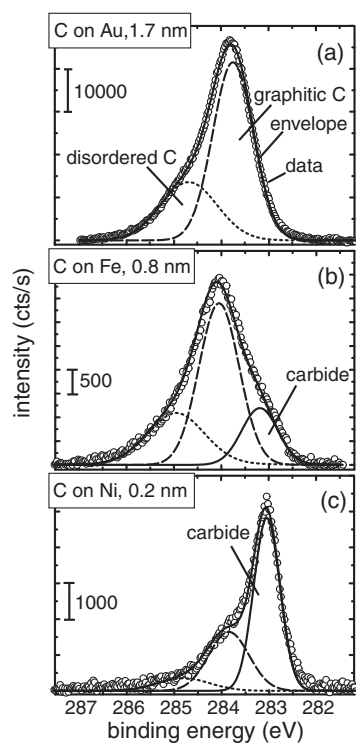 C on Au,1.7 nm
(a)
10000
graphitic C
envelope
disordered C
data
C on Fe, 0.8 nm
(b)
500
carbide
C on Ni, 0.2 nm
(c)
carbide
1000
intensity (cts/s)
287 286 285 284 283 282
binding energy (eV)